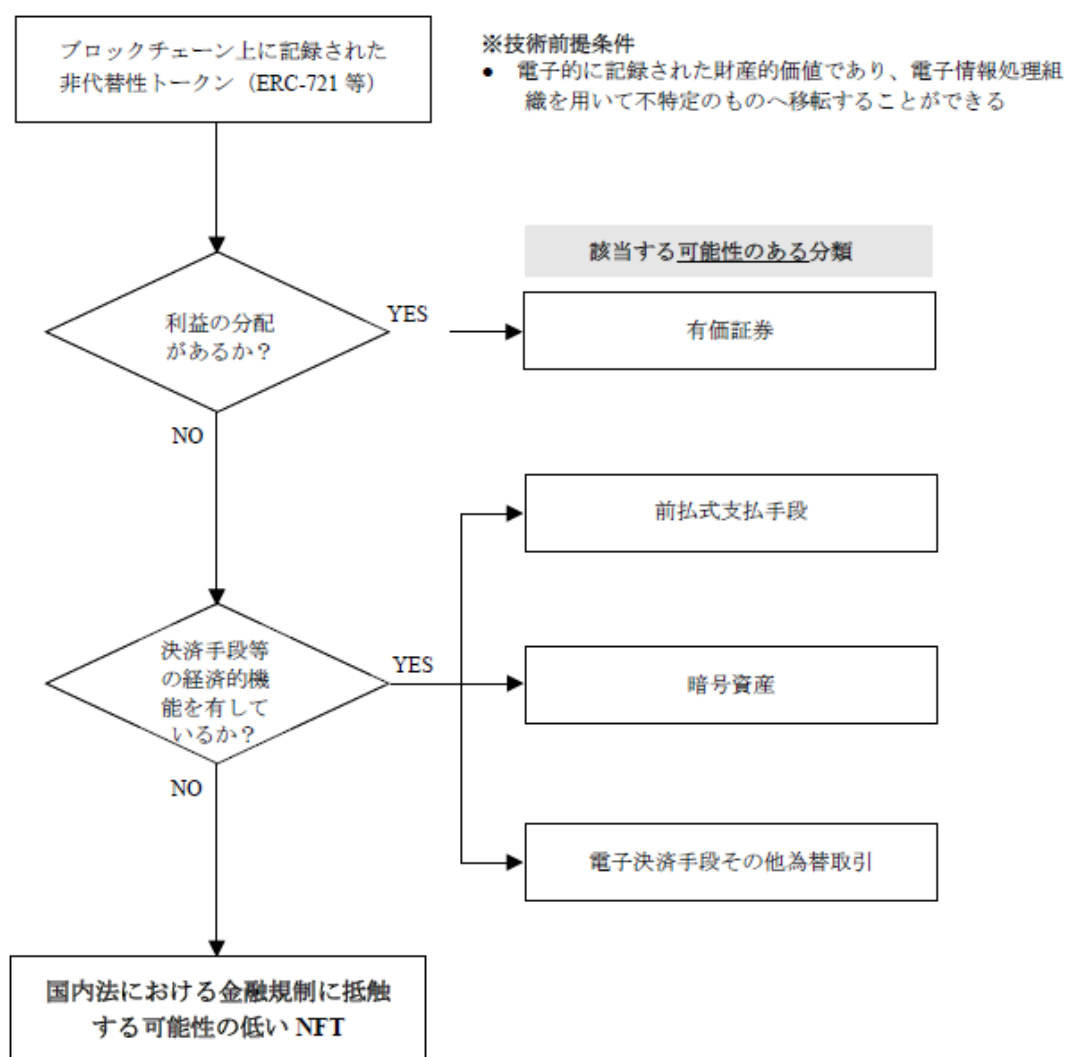 ブロックチェーン上に記録された
非代替性トークン（ERC-721 等）
※技術前提条件
● 電子的に記録された財産的価値であり、電子情報処理組
織を用いて不特定のものへ移転することができる
該当する可能性のある分類
利益の分配
があるか？
YES
有価証券
NO
前払式支払手段
決済手段等
の経済的機
能を有して
いるか？
YES
暗号資産
NO
電子決済手段その他為替取引
国内法における金融規制に抵触
する可能性の低い NFT